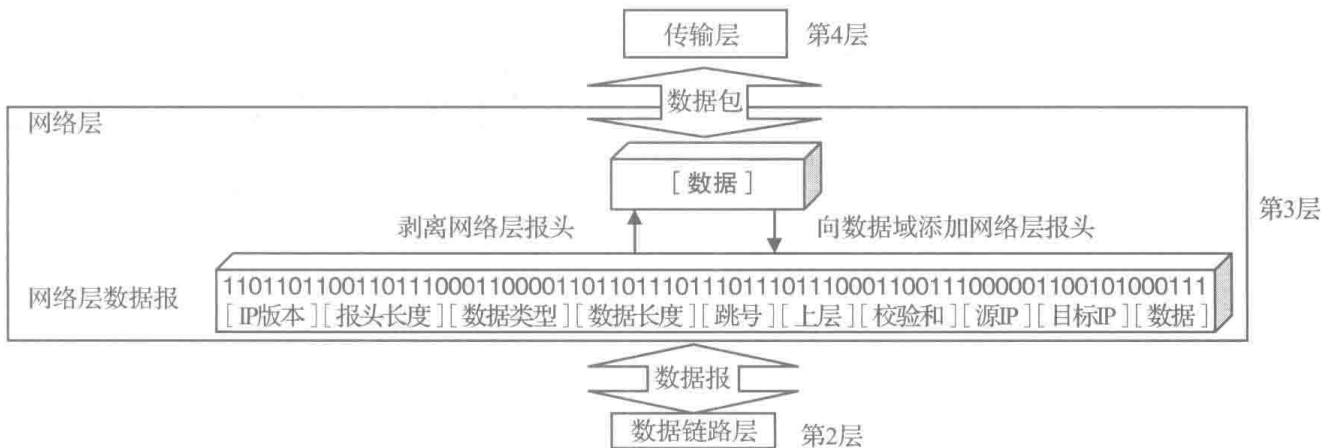 传输层 第4层
数据包
网络层
[ 数据 ]
第3层
剥离网络层报头 向数据域添加网络层报头
网络层数据报
11011011001101110001100001101101110111011101110001100111000001100101000111
[ IP版本 ][ 报头长度 ][ 数据类型 ][ 数据长度 ][ 跳号 ][ 上层 ][ 校验和 ][ 源IP ][ 目标IP ][ 数据 ]
数据报
数据链路层 第2层